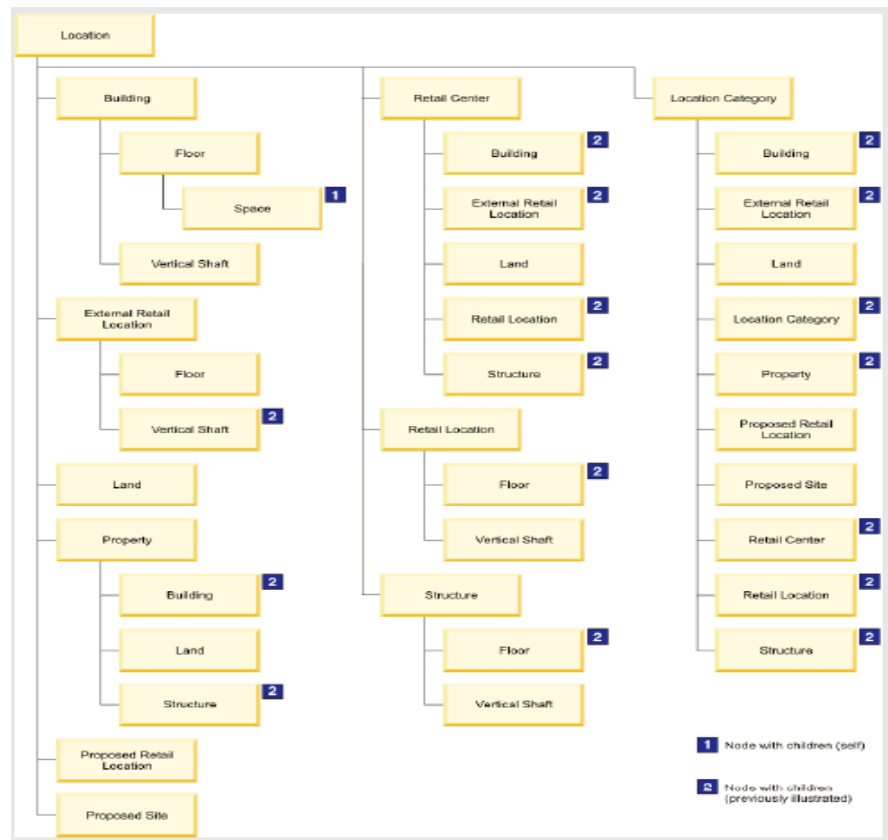 Location
Building
Floor
Space
1
Vertical Shaft
External Retail
Location
Floor
Vertical Shaft
2
Land
Property
Building
2
Land
Structure
2
Proposed Retail
Location
Proposed Site
Retail Center
Building
2
External Retail
Location
2
Land
Retail Location
2
Structure
2
Retail Location
Floor
2
Vertical Shaft
Structure
Floor
2
Vertical Shaft
Location Category
Building
2
External Retail
Location
2
Land
Location Category
2
Property
2
Proposed Retail
Location
Proposed Site
Retail Center
2
Retail Location
2
Structure
2
1 Node with children (self)
2 Node with children
(previously illustrated)